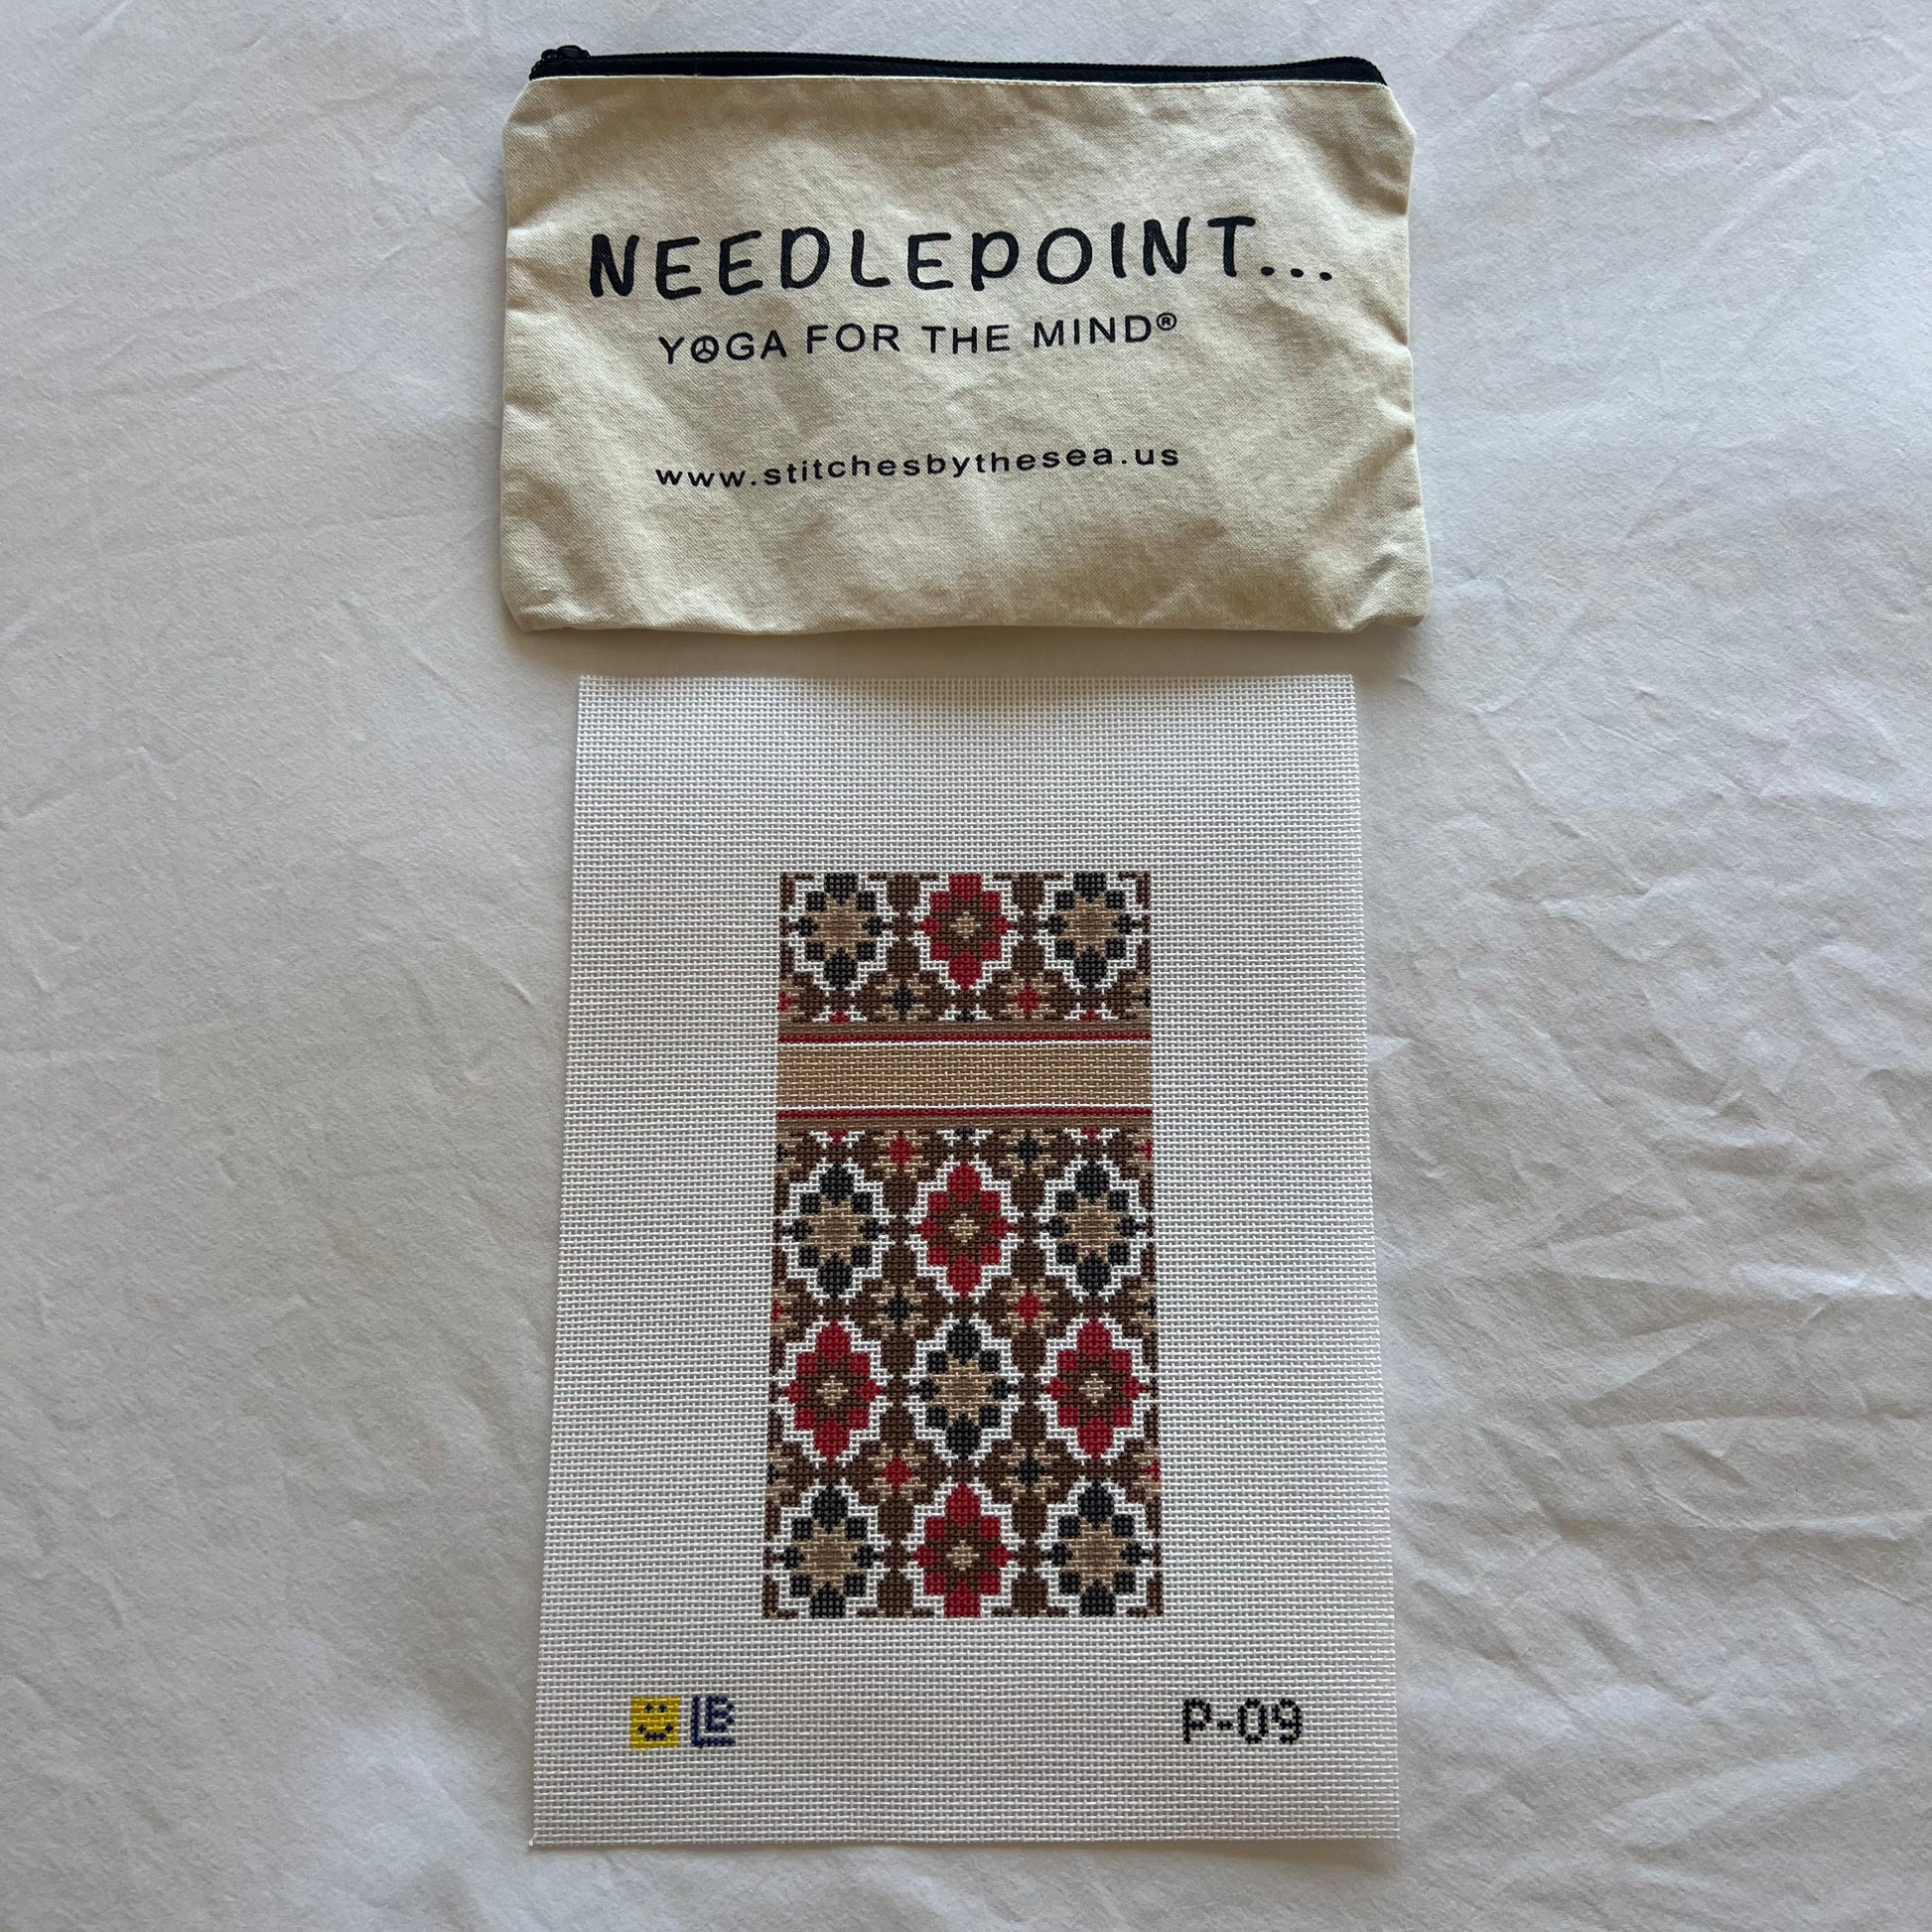 NEEDLEPOINT...
YOGA FOR THE MIND®
www.stitchesbythesea.us
LB P-09